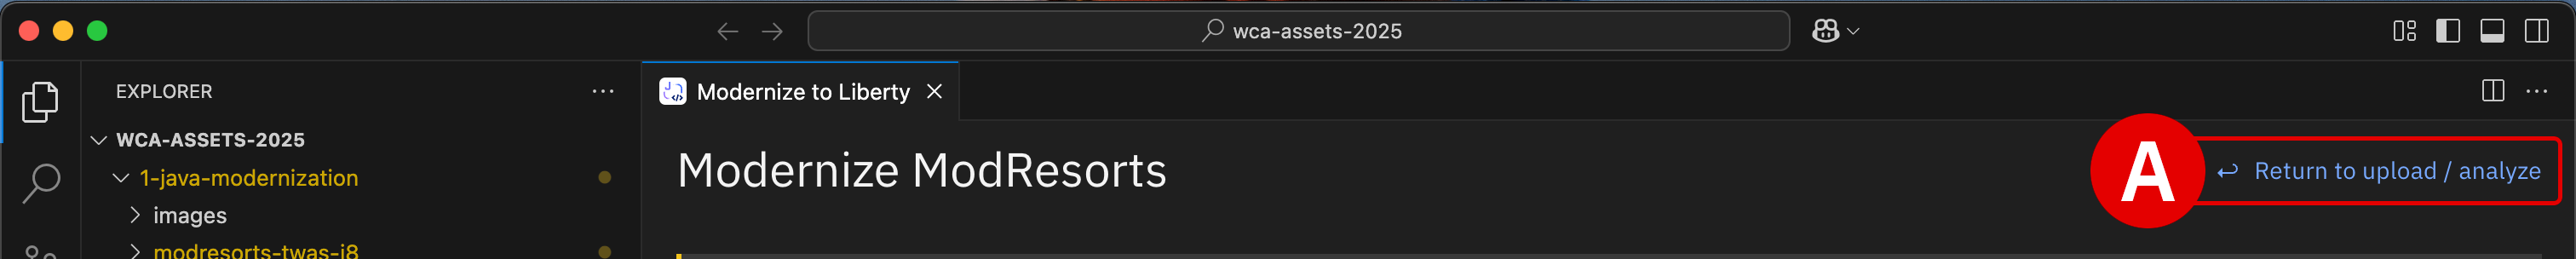 wca-assets-2025
EXPLORER
Modernize to Liberty
WCA-ASSETS-2025
1-java-modernization
images
modresorts-twas-j8
Modernize ModResorts
A
Return to upload / analyze